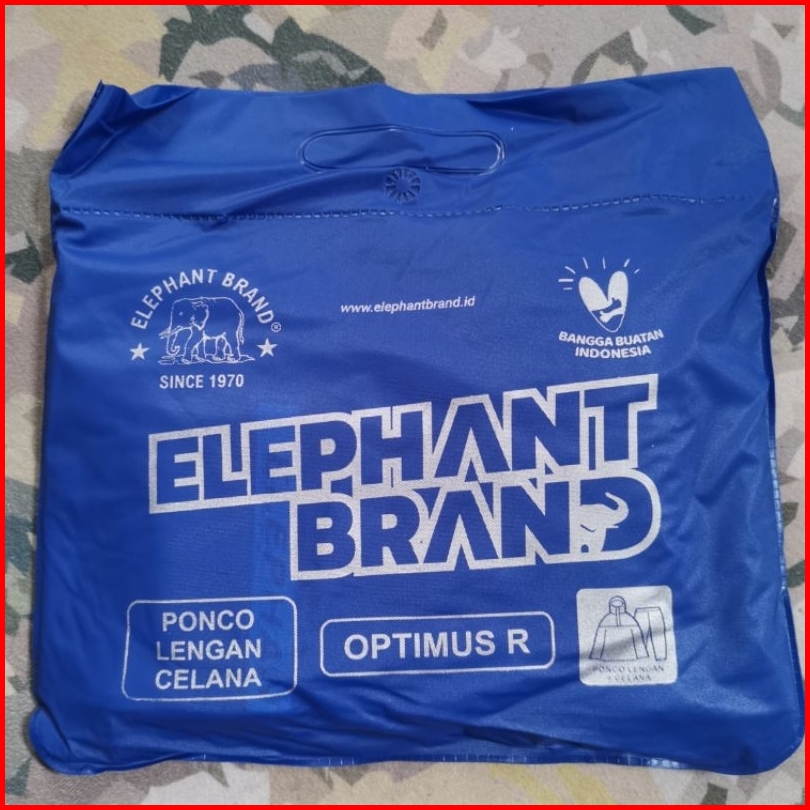 ELEPHANT BRAND®
SINCE 1970
www.elephantbrand.id
BANGGA BUATAN
INDONESIA
ELEPHANT
BRAND
PONCO
LENGAN
CELANA
OPTIMUS R
PONCO LENGAN
+ CELANA